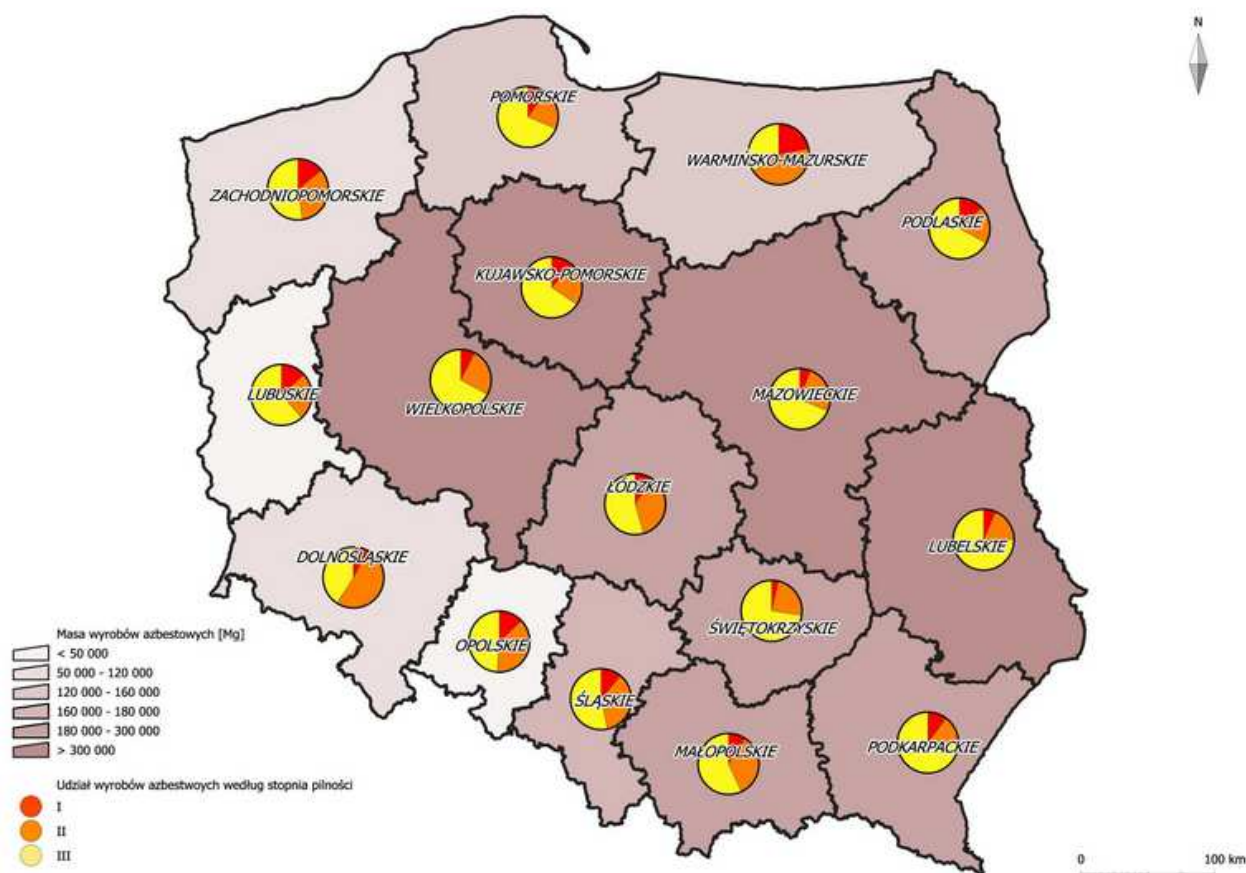 N
POMORSKIE
WARMIŃSKO-MAZURSKIE
ZACHODNIOPOMORSKIE
PODLASKIE
KUJAWSKO-POMORSKIE
LUBUSKIE
WIELKOPOLSKIE
MAZOWIECKIE
ŁÓDZKIE
LUBELSKIE
DOLNOŚLĄSKIE
ŚWIĘTOKRZYSKIE
OPOLSKIE
ŚLĄSKIE
MAŁOPOLSKIE
PODKARPACKIE
Masa wyrobów azbestowych [Mg]
< 50 000
50 000 - 120 000
120 000 - 160 000
160 000 - 180 000
180 000 - 300 000
> 300 000
Udział wyrobów azbestwoych według stopnia pilności
I
II
III
0 100 km